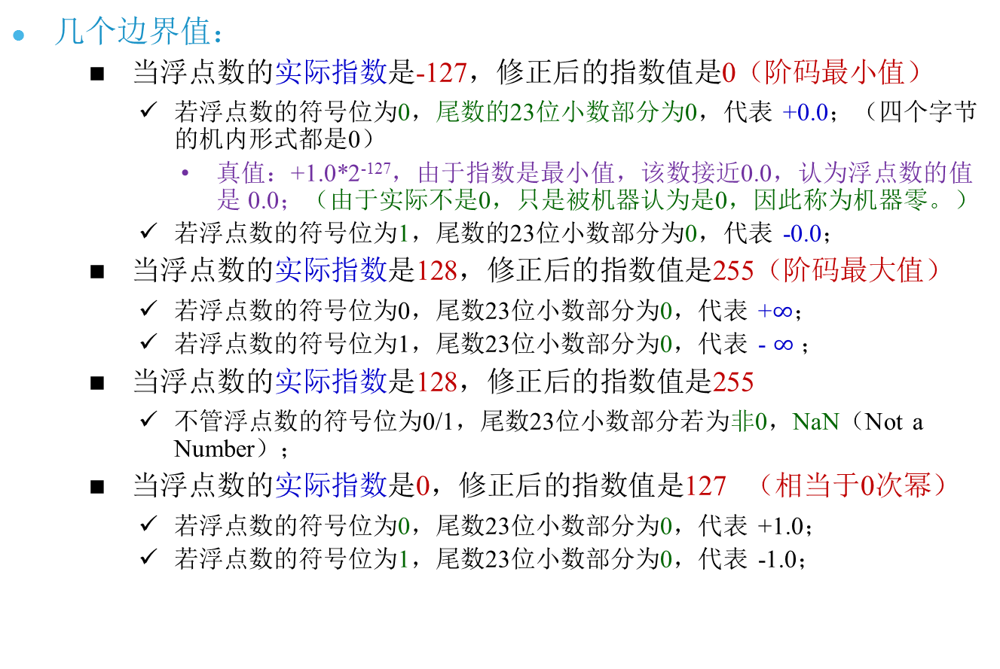 几个边界值：
当浮点数的实际指数是-127，修正后的指数值是0（阶码最小值）
若浮点数的符号位为0，尾数的23位小数部分为0，代表 +0.0；（四个字节
的机内形式都是0）
真值：+1.0*2-127，由于指数是最小值，该数接近0.0，认为浮点数的值
是 0.0；（由于实际不是0，只是被机器认为是0，因此称为机器零。）
若浮点数的符号位为1，尾数的23位小数部分为0，代表 -0.0；
当浮点数的实际指数是128，修正后的指数值是255（阶码最大值）
若浮点数的符号位为0，尾数23位小数部分为0，代表 +∞；
若浮点数的符号位为1，尾数23位小数部分为0，代表 - ∞ ；
当浮点数的实际指数是128，修正后的指数值是255
不管浮点数的符号位为0/1，尾数23位小数部分若为非0，NaN（Not a
Number）；
当浮点数的实际指数是0，修正后的指数值是127 （相当于0次幂）
若浮点数的符号位为0，尾数23位小数部分为0，代表 +1.0；
若浮点数的符号位为1，尾数23位小数部分为0，代表 -1.0；